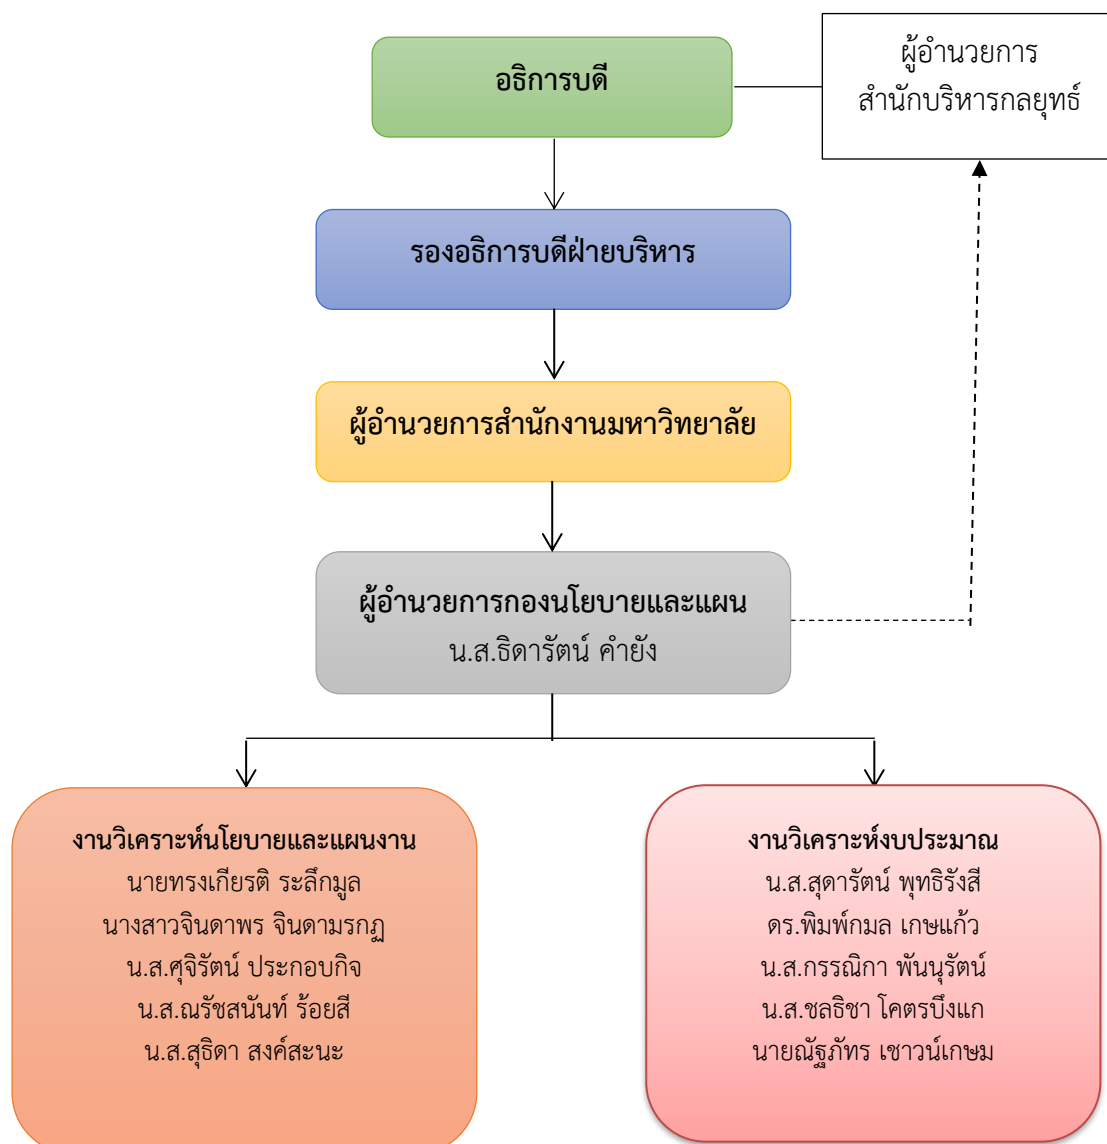 อธิการบดี
ผู้อำนวยการ
สำนักบริหารกลยุทธ์
รองอธิการบดีฝ่ายบริหาร
ผู้อำนวยการสำนักงานมหาวิทยาลัย
ผู้อำนวยการกองนโยบายและแผน
น.ส.ธิดารัตน์ คำยัง
งานวิเคราะห์นโยบายและแผนงาน
นายทรงเกียรติ ระลึกมูล
นางสาวจินดาพร จินดามรกฏ
น.ส.ศุจิรัตน์ ประกอบกิจ
น.ส.ณรัชสนันท์ ร้อยสี
น.ส.สุธิดา สงค์สะนะ
งานวิเคราะห์งบประมาณ
น.ส.สุดารัตน์ พุทธิรังสี
ดร.พิมพ์กมล เกษแก้ว
น.ส.กรรณิกา พันนุรัตน์
น.ส.ชลธิชา โคตรบึงแก
นายณัฐภัทร เชาวน์เกษม